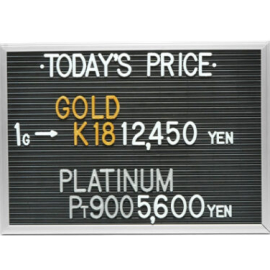 ·TODAY'S PRICE·
GOLD
1G → K18 12,450 YEN
PLATINUM
PT900 5,600 YEN